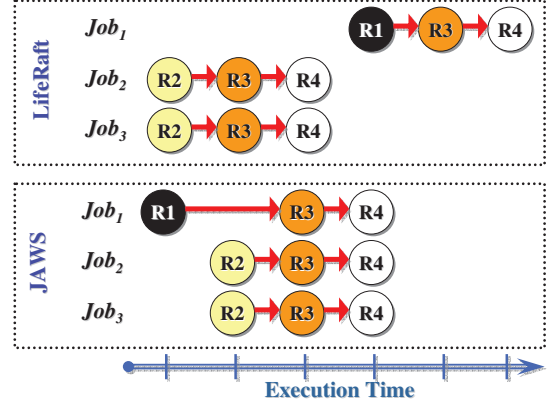 LifeRaft
Job1 R1 R3 R4
Job2 R2 R3 R4
Job3 R2 R3 R4
JAWS
Job1 R1 R3 R4
Job2 R2 R3 R4
Job3 R2 R3 R4
Execution Time